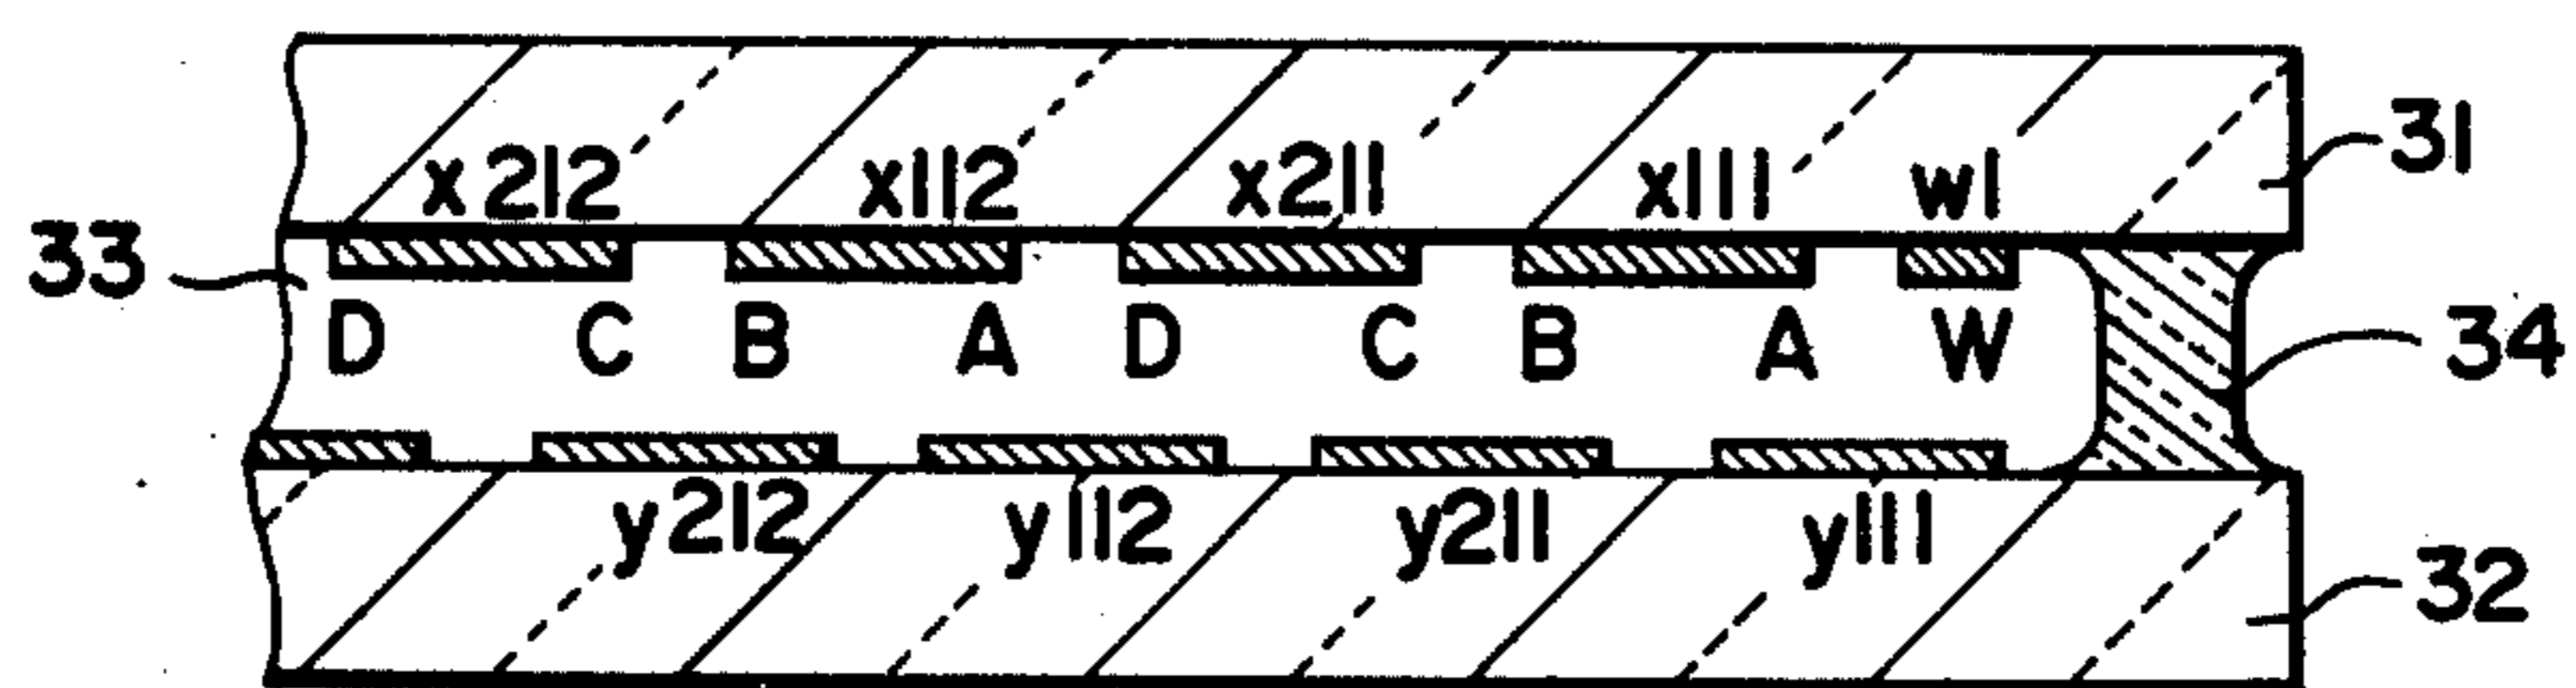 x212 x112 x211 x111 w1 31
33
D C B A D C B A W 34
y212 y112 y211 y111 32